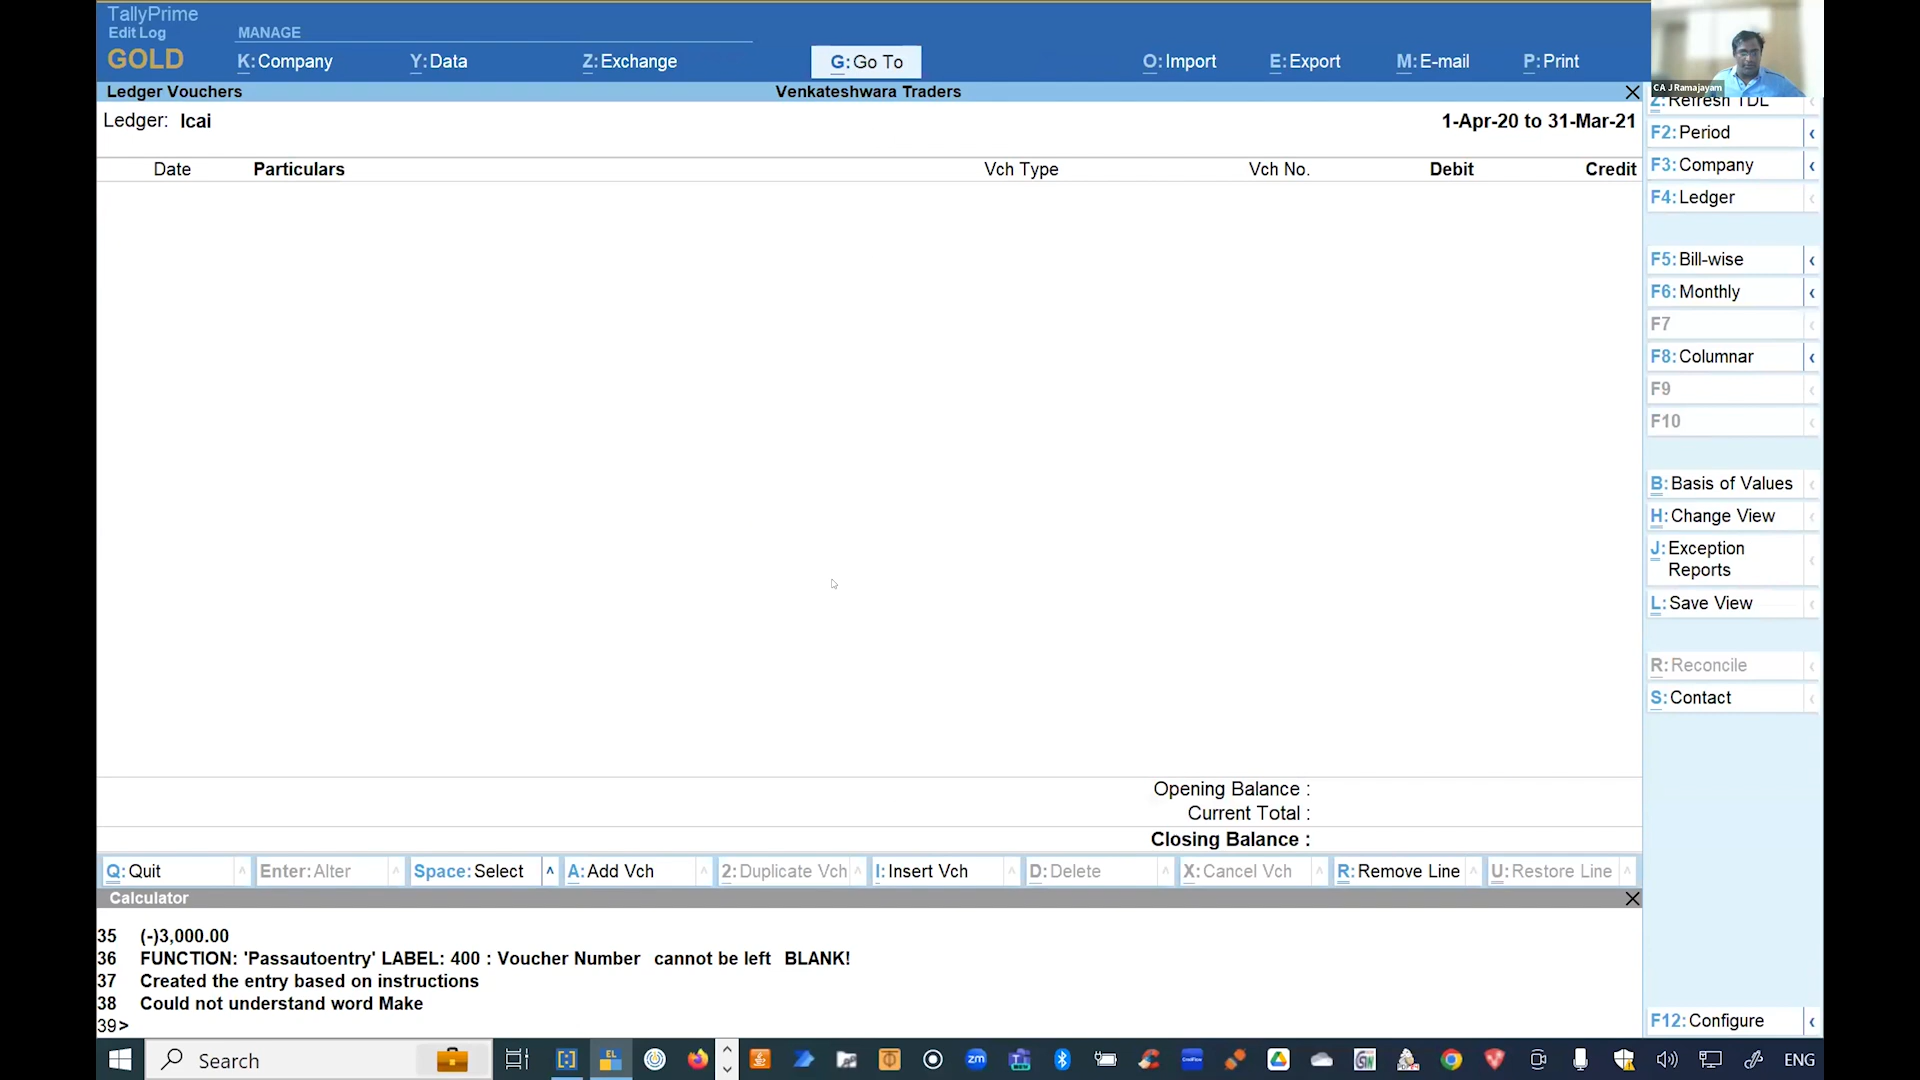 TallyPrime
Edit Log
GOLD
MANAGE
K:Company
Y:Data
Z:Exchange
G:Go To
O:Import
E:Export
M:E-mail
P:Print
CA J Ramajayam
Ledger Vouchers
Venkateshwara Traders
Ledger: Icai
1-Apr-20 to 31-Mar-21
Date Particulars Vch Type Vch No. Debit Credit
Z:Refresh TDL
F2:Period
F3:Company
F4:Ledger
F5:Bill-wise
F6:Monthly
F7
F8:Columnar
F9
F10
B:Basis of Values
H:Change View
J:Exception
Reports
L:Save View
R:Reconcile
S:Contact
F12:Configure
Opening Balance :
Current Total :
Closing Balance :
Q:Quit
Enter:Alter
Space:Select
A:Add Vch
2:Duplicate Vch
I:Insert Vch
D:Delete
X:Cancel Vch
R:Remove Line
U:Restore Line
Calculator
35 (-)3,000.00
36 FUNCTION: 'Passautoentry' LABEL: 400 : Voucher Number cannot be left BLANK!
37 Created the entry based on instructions
38 Could not understand word Make
39>
Search
zm
ENG